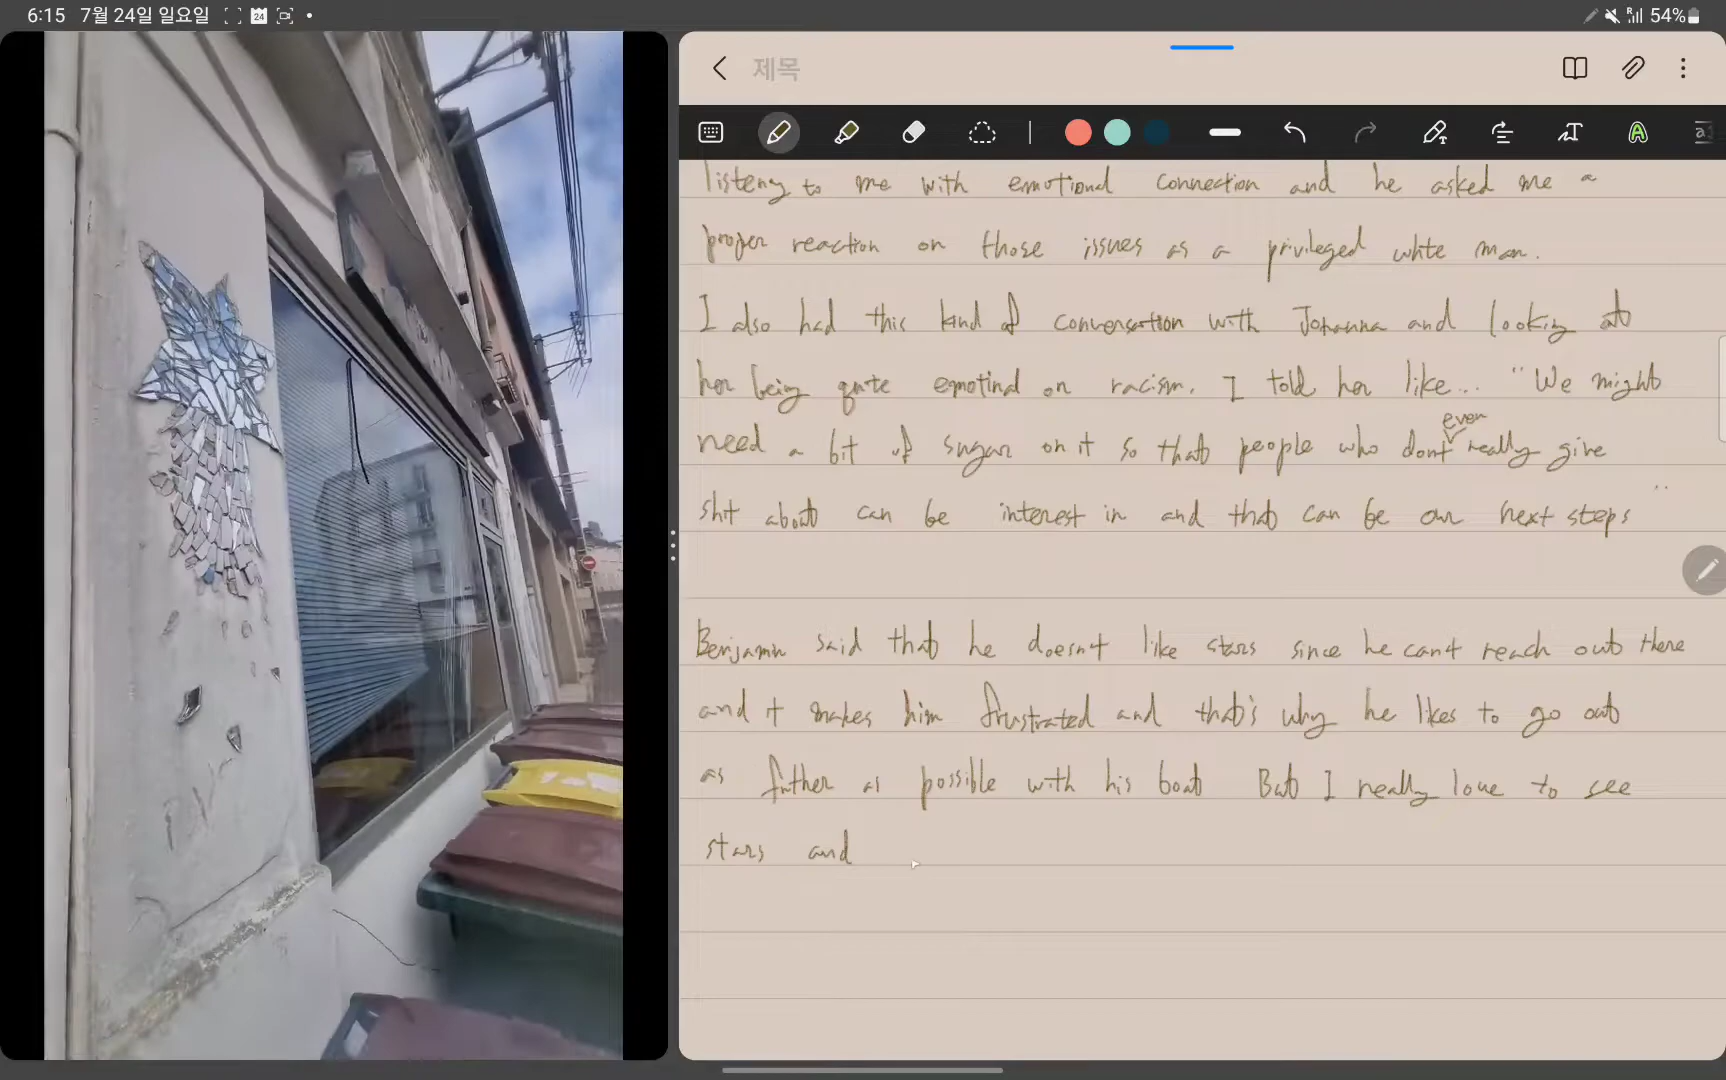 6:15 7월 24일 일요일 24 54%
제목
listeng to me with emotional connection and he asked me a
proper reaction on those issues as a privileged white man.
I also had this kind of conversation with Johanna and looking at
her being quite emotinal on racism. I told her like... "We might
even
need a bit of sugar on it so that people who don't really give
shit about can be interest in and that can be our next steps"
Benjamin said that he doesn't like stars since he can't reach out there
and it makes him frustrated and that's why he likes to go out
as futher as possible with his boat But I really love to see
stars and